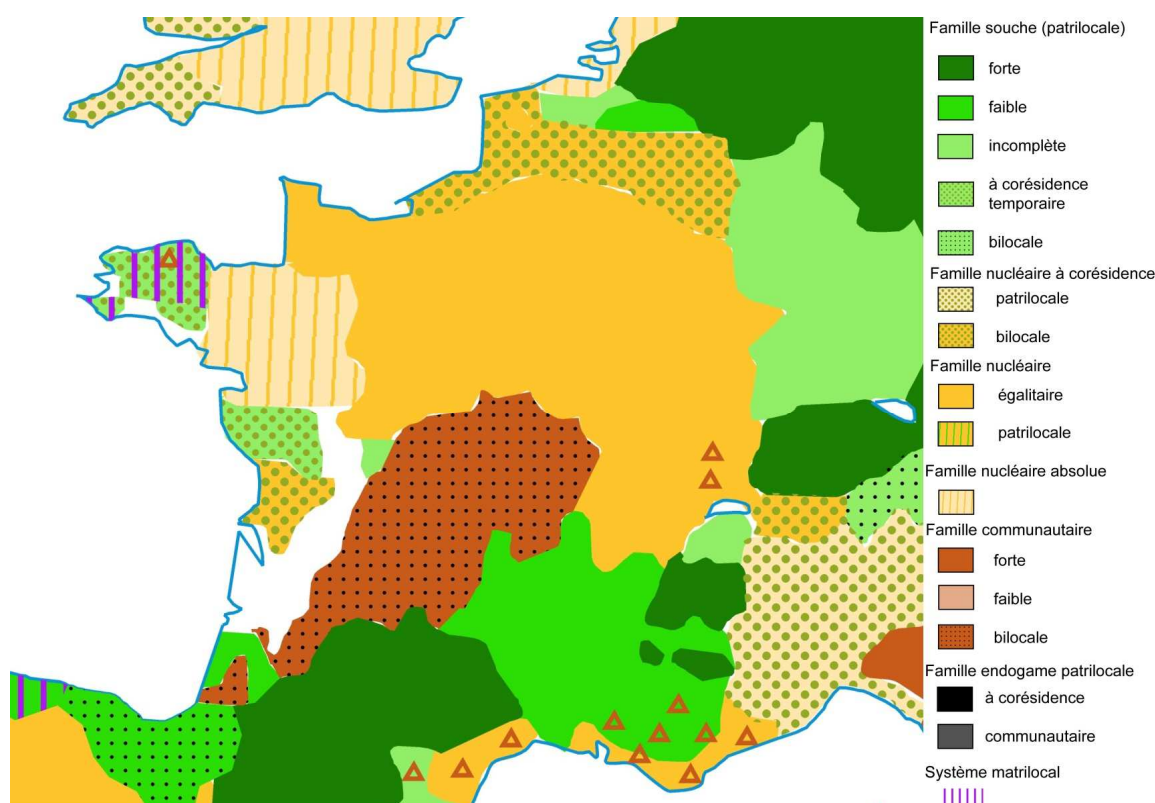 Famille souche (patrilocale)
forte
faible
incomplète
à corésidence
temporaire
bilocale
Famille nucléaire à corésidence
patrilocale
bilocale
Famille nucléaire
égalitaire
patrilocale
Famille nucléaire absolue
Famille communautaire
forte
faible
bilocale
Famille endogame patrilocale
à corésidence
communautaire
Système matrilocal